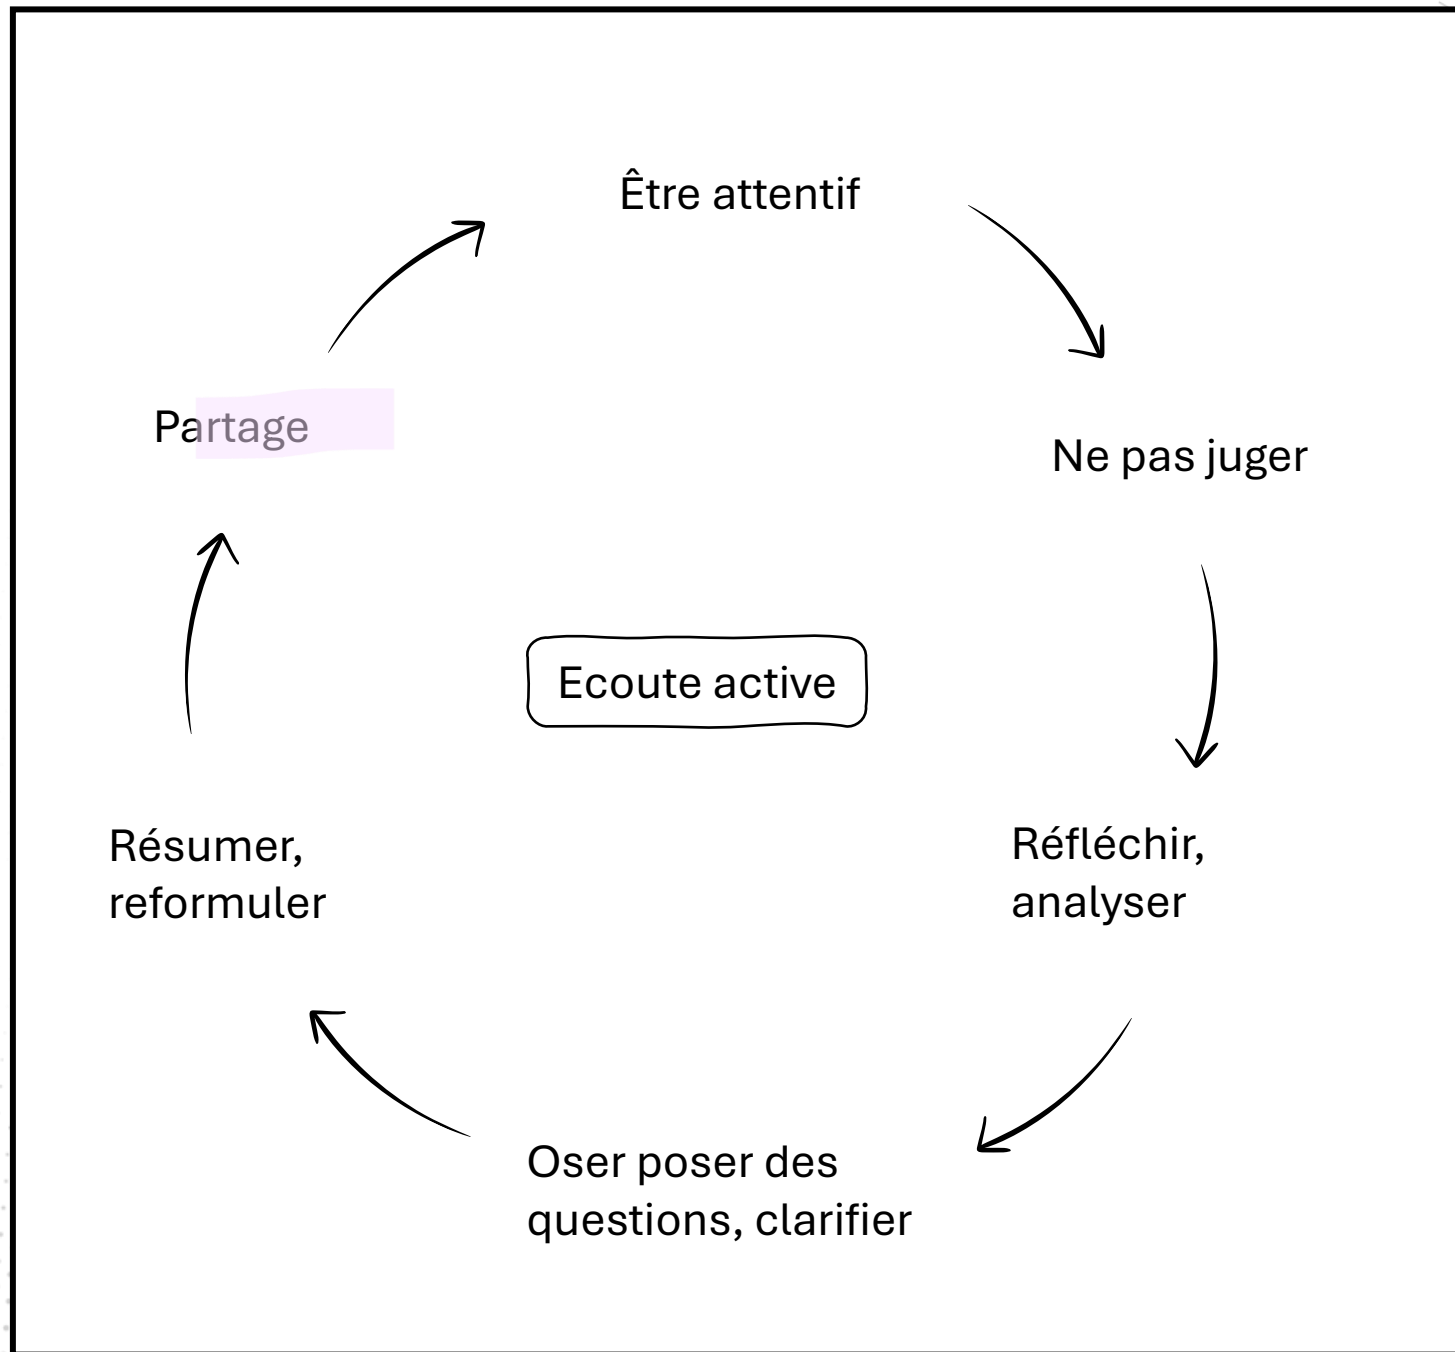 Être attentif
Partage
Ne pas juger
Ecoute active
Résumer,
reformuler
Réfléchir,
analyser
Oser poser des
questions, clarifier